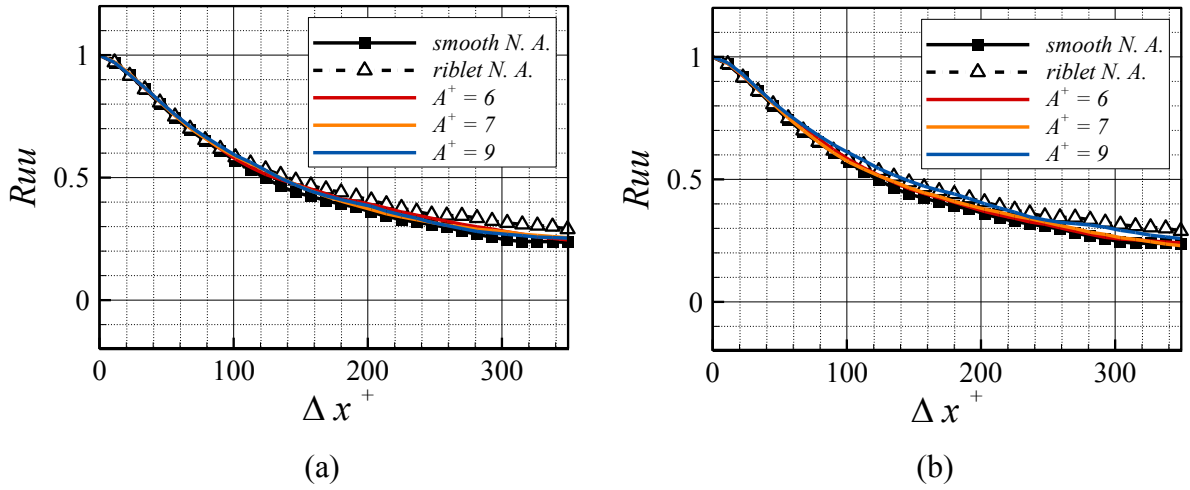 Ruu
1
0.5
0
smooth N. A.
riblet N. A.
A+ = 6
A+ = 7
A+ = 9
0 100 200 300
Δ x +
(a)
Ruu
1
0.5
0
smooth N. A.
riblet N. A.
A+ = 6
A+ = 7
A+ = 9
0 100 200 300
Δ x +
(b)